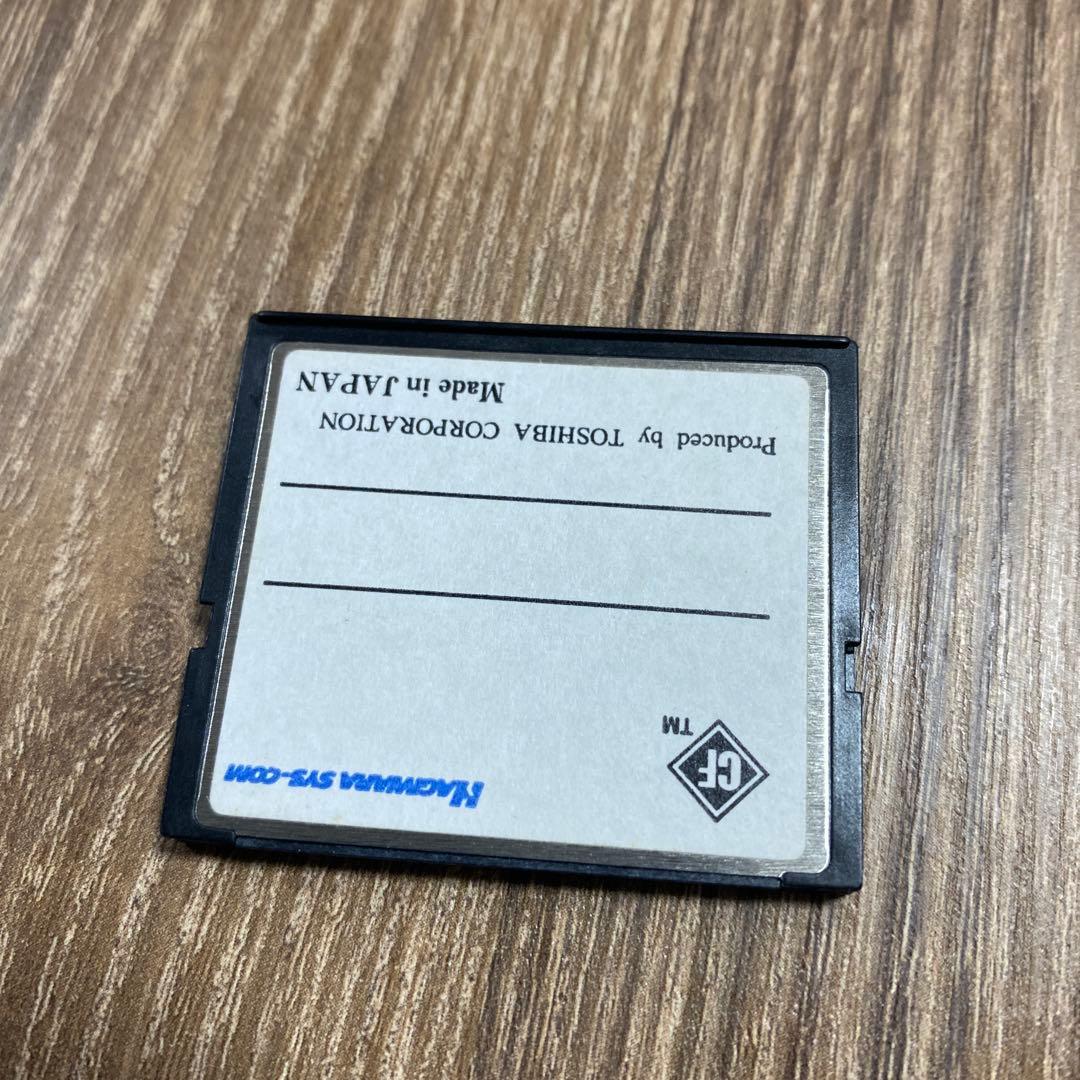 HAGIWARA SYS-COM
CF TM
Produced by TOSHIBA CORPORATION
Made in JAPAN